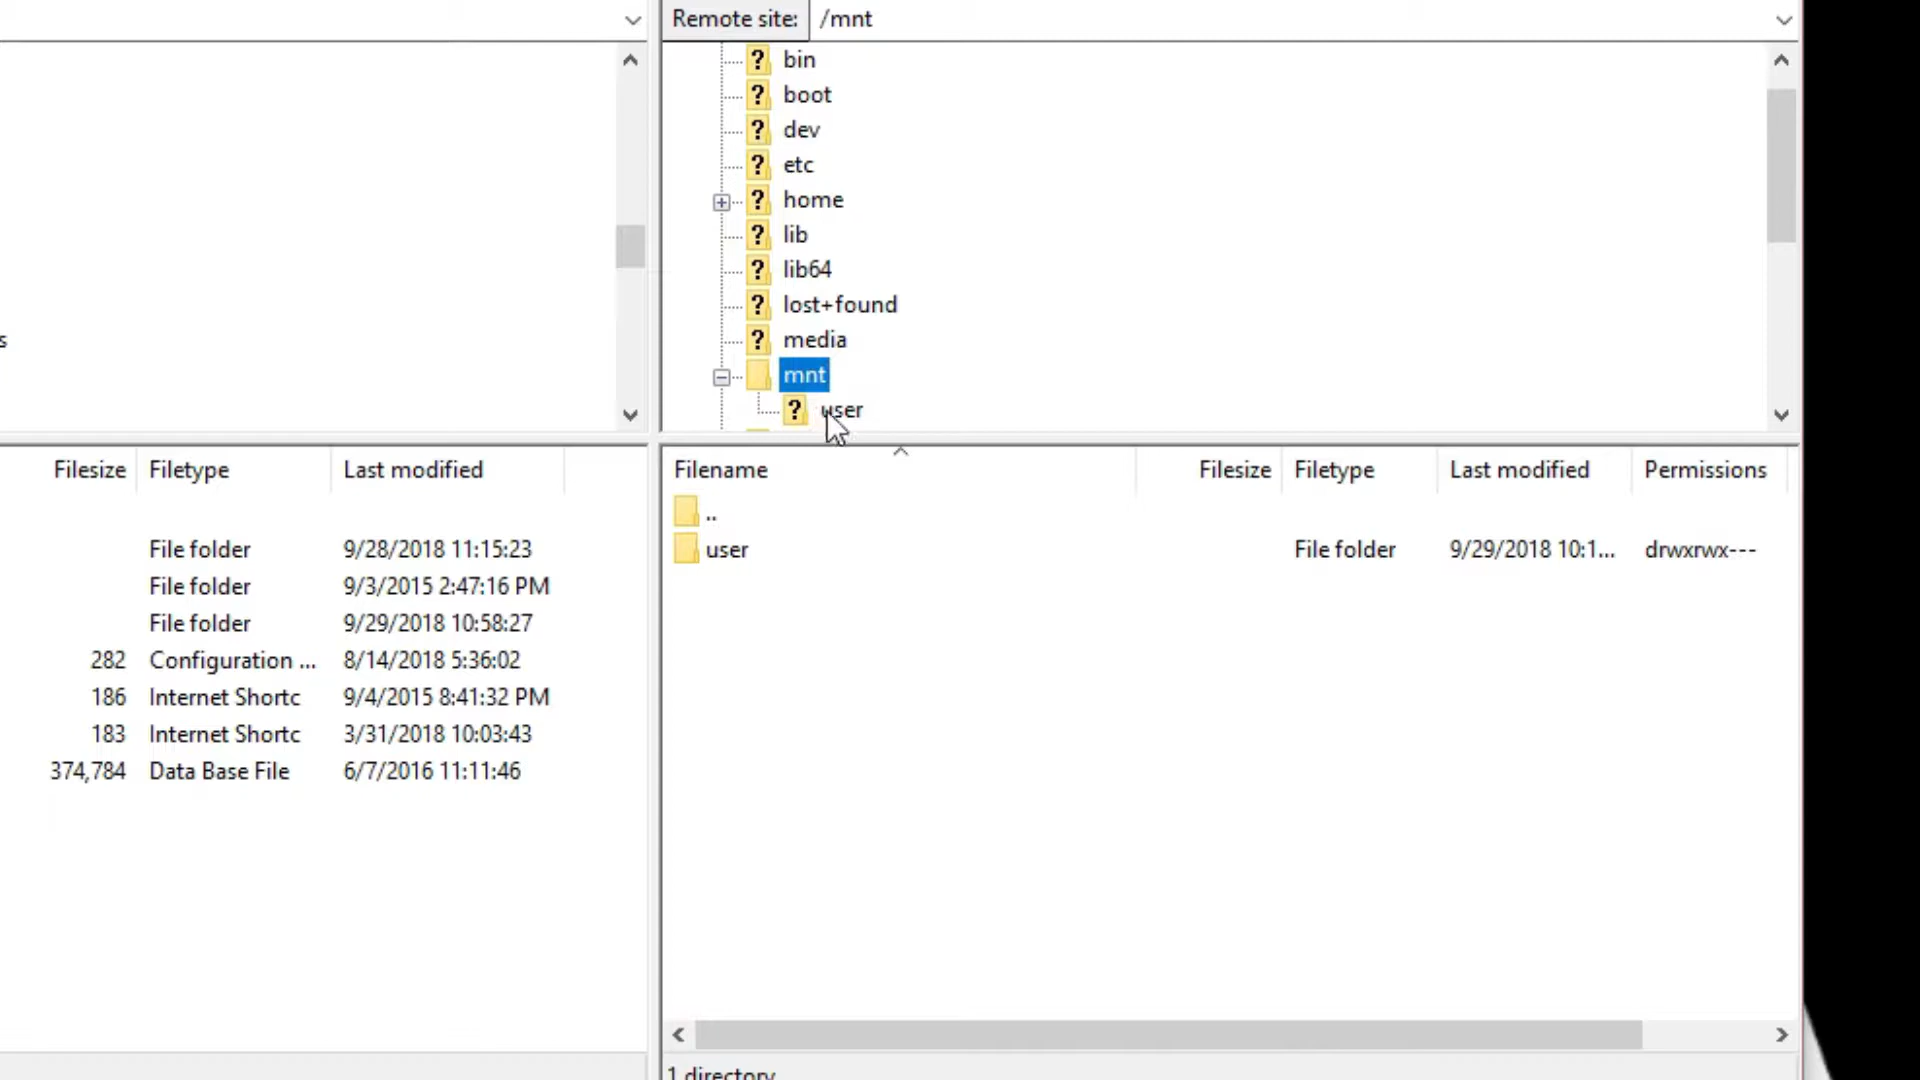 Remote site: /mnt
bin
boot
dev
etc
home
lib
lib64
lost+found
media
mnt
user
s
Filesize Filetype Last modified
File folder 9/28/2018 11:15:23
File folder 9/3/2015 2:47:16 PM
File folder 9/29/2018 10:58:27
282 Configuration ... 8/14/2018 5:36:02
186 Internet Shortc 9/4/2015 8:41:32 PM
183 Internet Shortc 3/31/2018 10:03:43
374,784 Data Base File 6/7/2016 11:11:46
Filename Filesize Filetype Last modified Permissions
..
user File folder 9/29/2018 10:1... drwxrwx---
1 directory